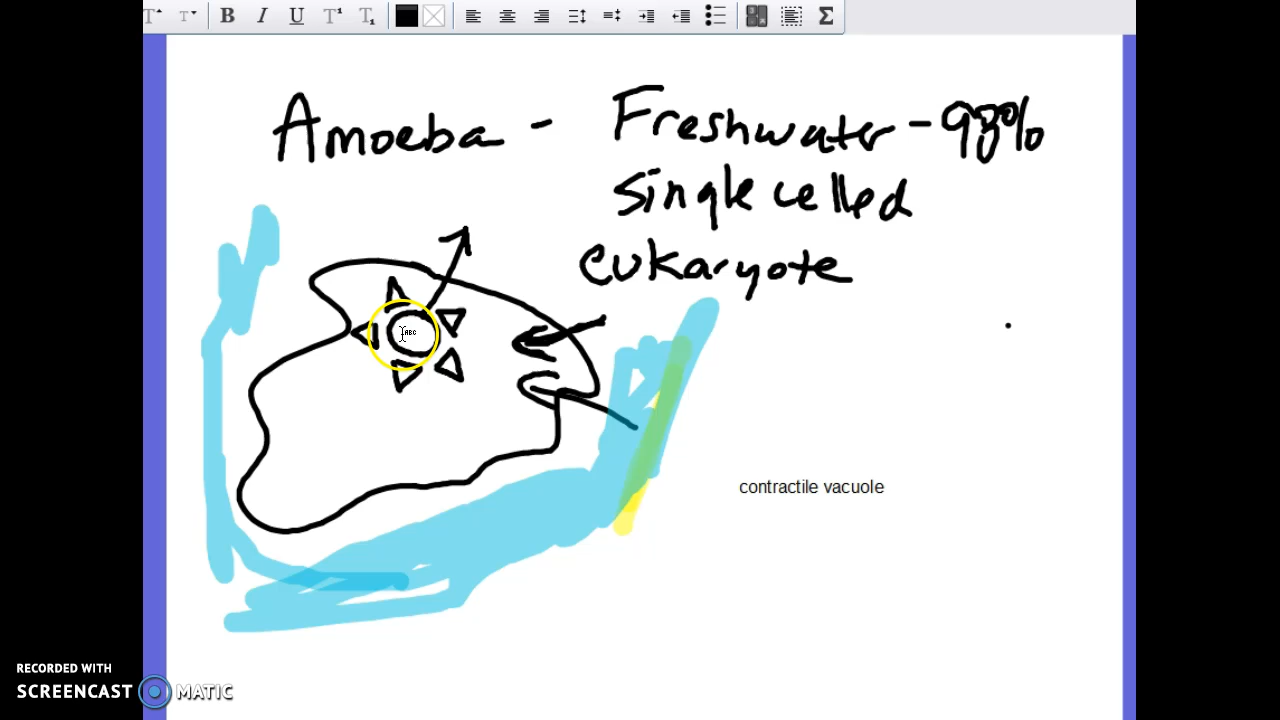 Amoeba - Freshwater - 98%
single celled
eukaryote
contractile vacuole
RECORDED WITH
SCREENCAST MATIC